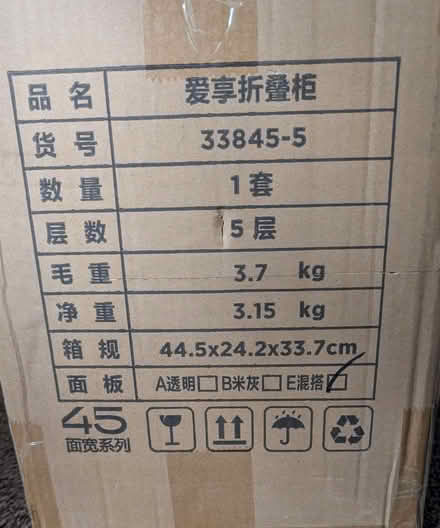 品名 爱享折叠柜
货号 33845-5
数量 1套
层数 5层
毛重 3.7 kg
净重 3.15 kg
箱规 44.5x24.2x33.7cm
面板 A透明□ B米灰□ E混搭□
45
面宽系列